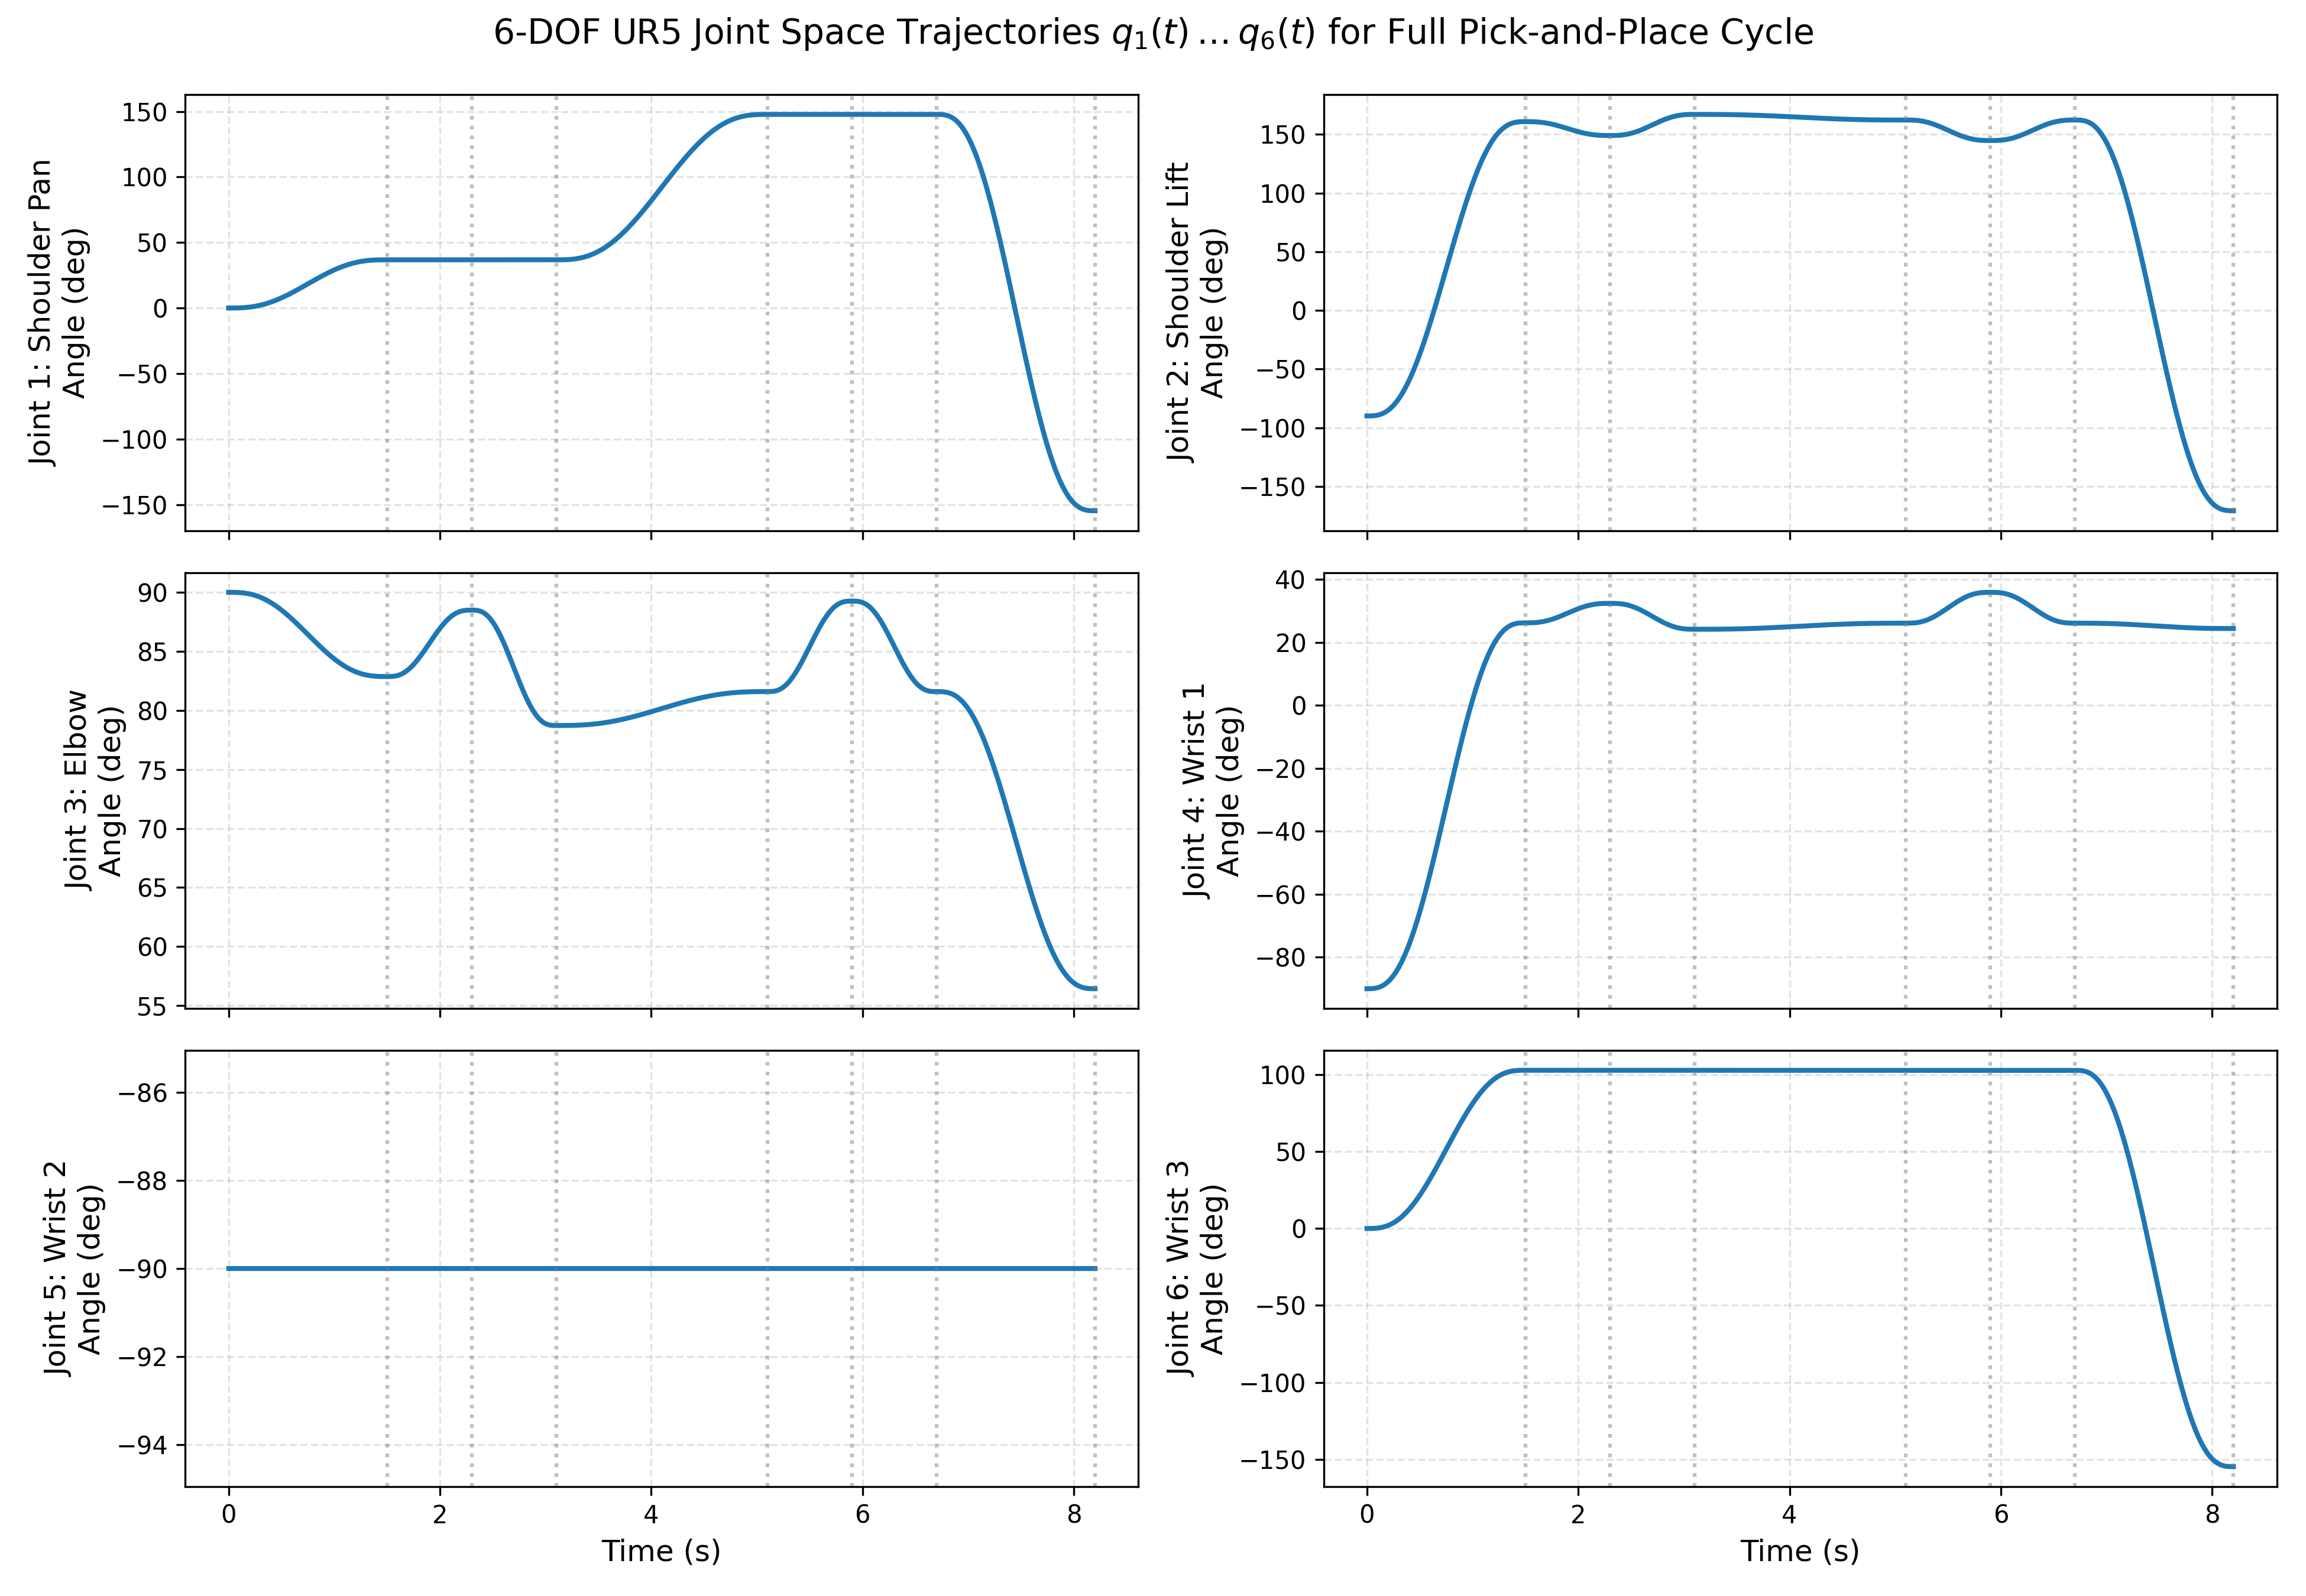 6-DOF UR5 Joint Space Trajectories q₁(t) … q₆(t) for Full Pick-and-Place Cycle
Joint 1: Shoulder Pan
Angle (deg)
150
100
50
0
−50
−100
−150
Joint 2: Shoulder Lift
Angle (deg)
150
100
50
0
−50
−100
−150
Joint 3: Elbow
Angle (deg)
90
85
80
75
70
65
60
55
Joint 4: Wrist 1
Angle (deg)
40
20
0
−20
−40
−60
−80
Joint 5: Wrist 2
Angle (deg)
−86
−88
−90
−92
−94
0 2 4 6 8
Time (s)
Joint 6: Wrist 3
Angle (deg)
100
50
0
−50
−100
−150
0 2 4 6 8
Time (s)